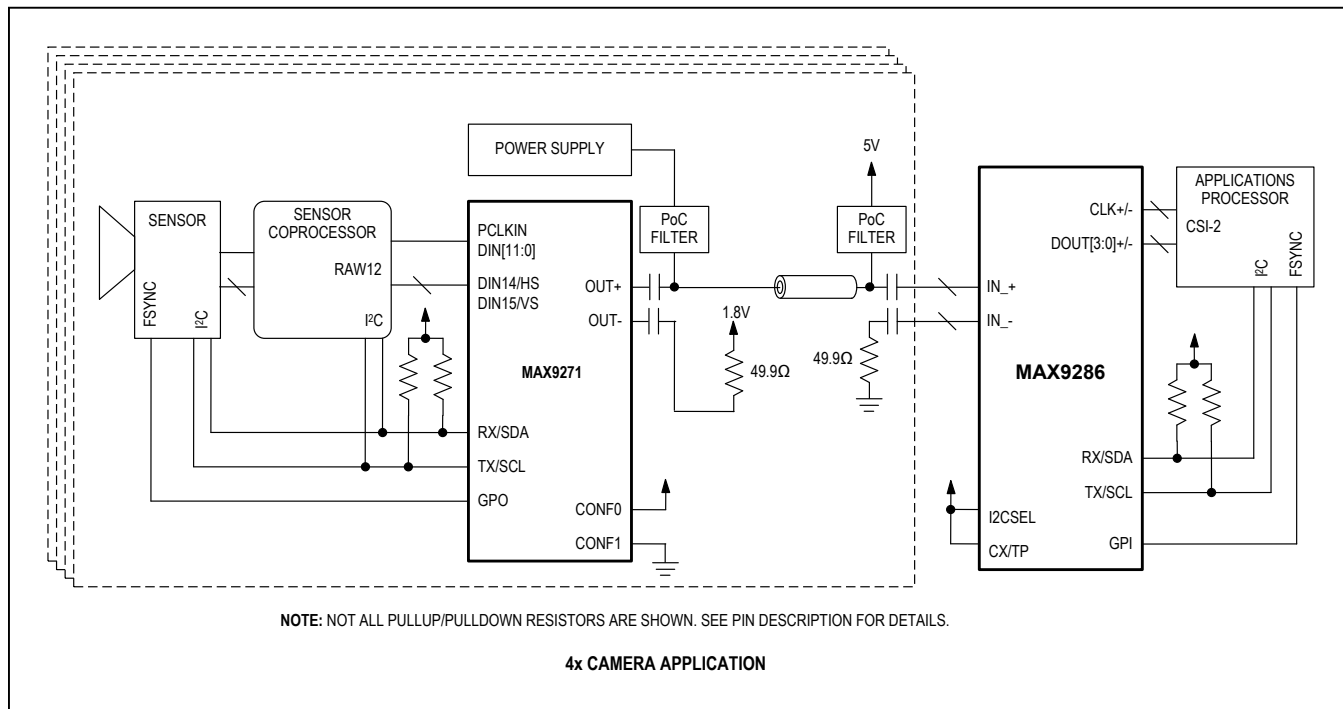 POWER SUPPLY
5V
SENSOR
FSYNC
I²C
SENSOR
COPROCESSOR
RAW12
I²C
PCLKIN
DIN[11:0]
DIN14/HS
DIN15/VS
MAX9271
RX/SDA
TX/SCL
GPO
OUT+
OUT-
CONF0
CONF1
PoC
FILTER
1.8V
49.9Ω
PoC
FILTER
49.9Ω
IN_+
IN_-
MAX9286
I2CSEL
CX/TP
CLK+/-
DOUT[3:0]+/-
RX/SDA
TX/SCL
GPI
APPLICATIONS
PROCESSOR
CSI-2
I²C
FSYNC
NOTE: NOT ALL PULLUP/PULLDOWN RESISTORS ARE SHOWN. SEE PIN DESCRIPTION FOR DETAILS.
4x CAMERA APPLICATION